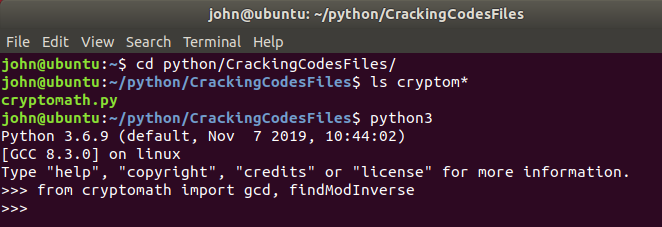 john@ubuntu: ~/python/CrackingCodesFiles
File Edit View Search Terminal Help
john@ubuntu:~$ cd python/CrackingCodesFiles/
john@ubuntu:~/python/CrackingCodesFiles$ ls cryptom*
cryptomath.py
john@ubuntu:~/python/CrackingCodesFiles$ python3
Python 3.6.9 (default, Nov  7 2019, 10:44:02)
[GCC 8.3.0] on linux
Type "help", "copyright", "credits" or "license" for more information.
>>> from cryptomath import gcd, findModInverse
>>>